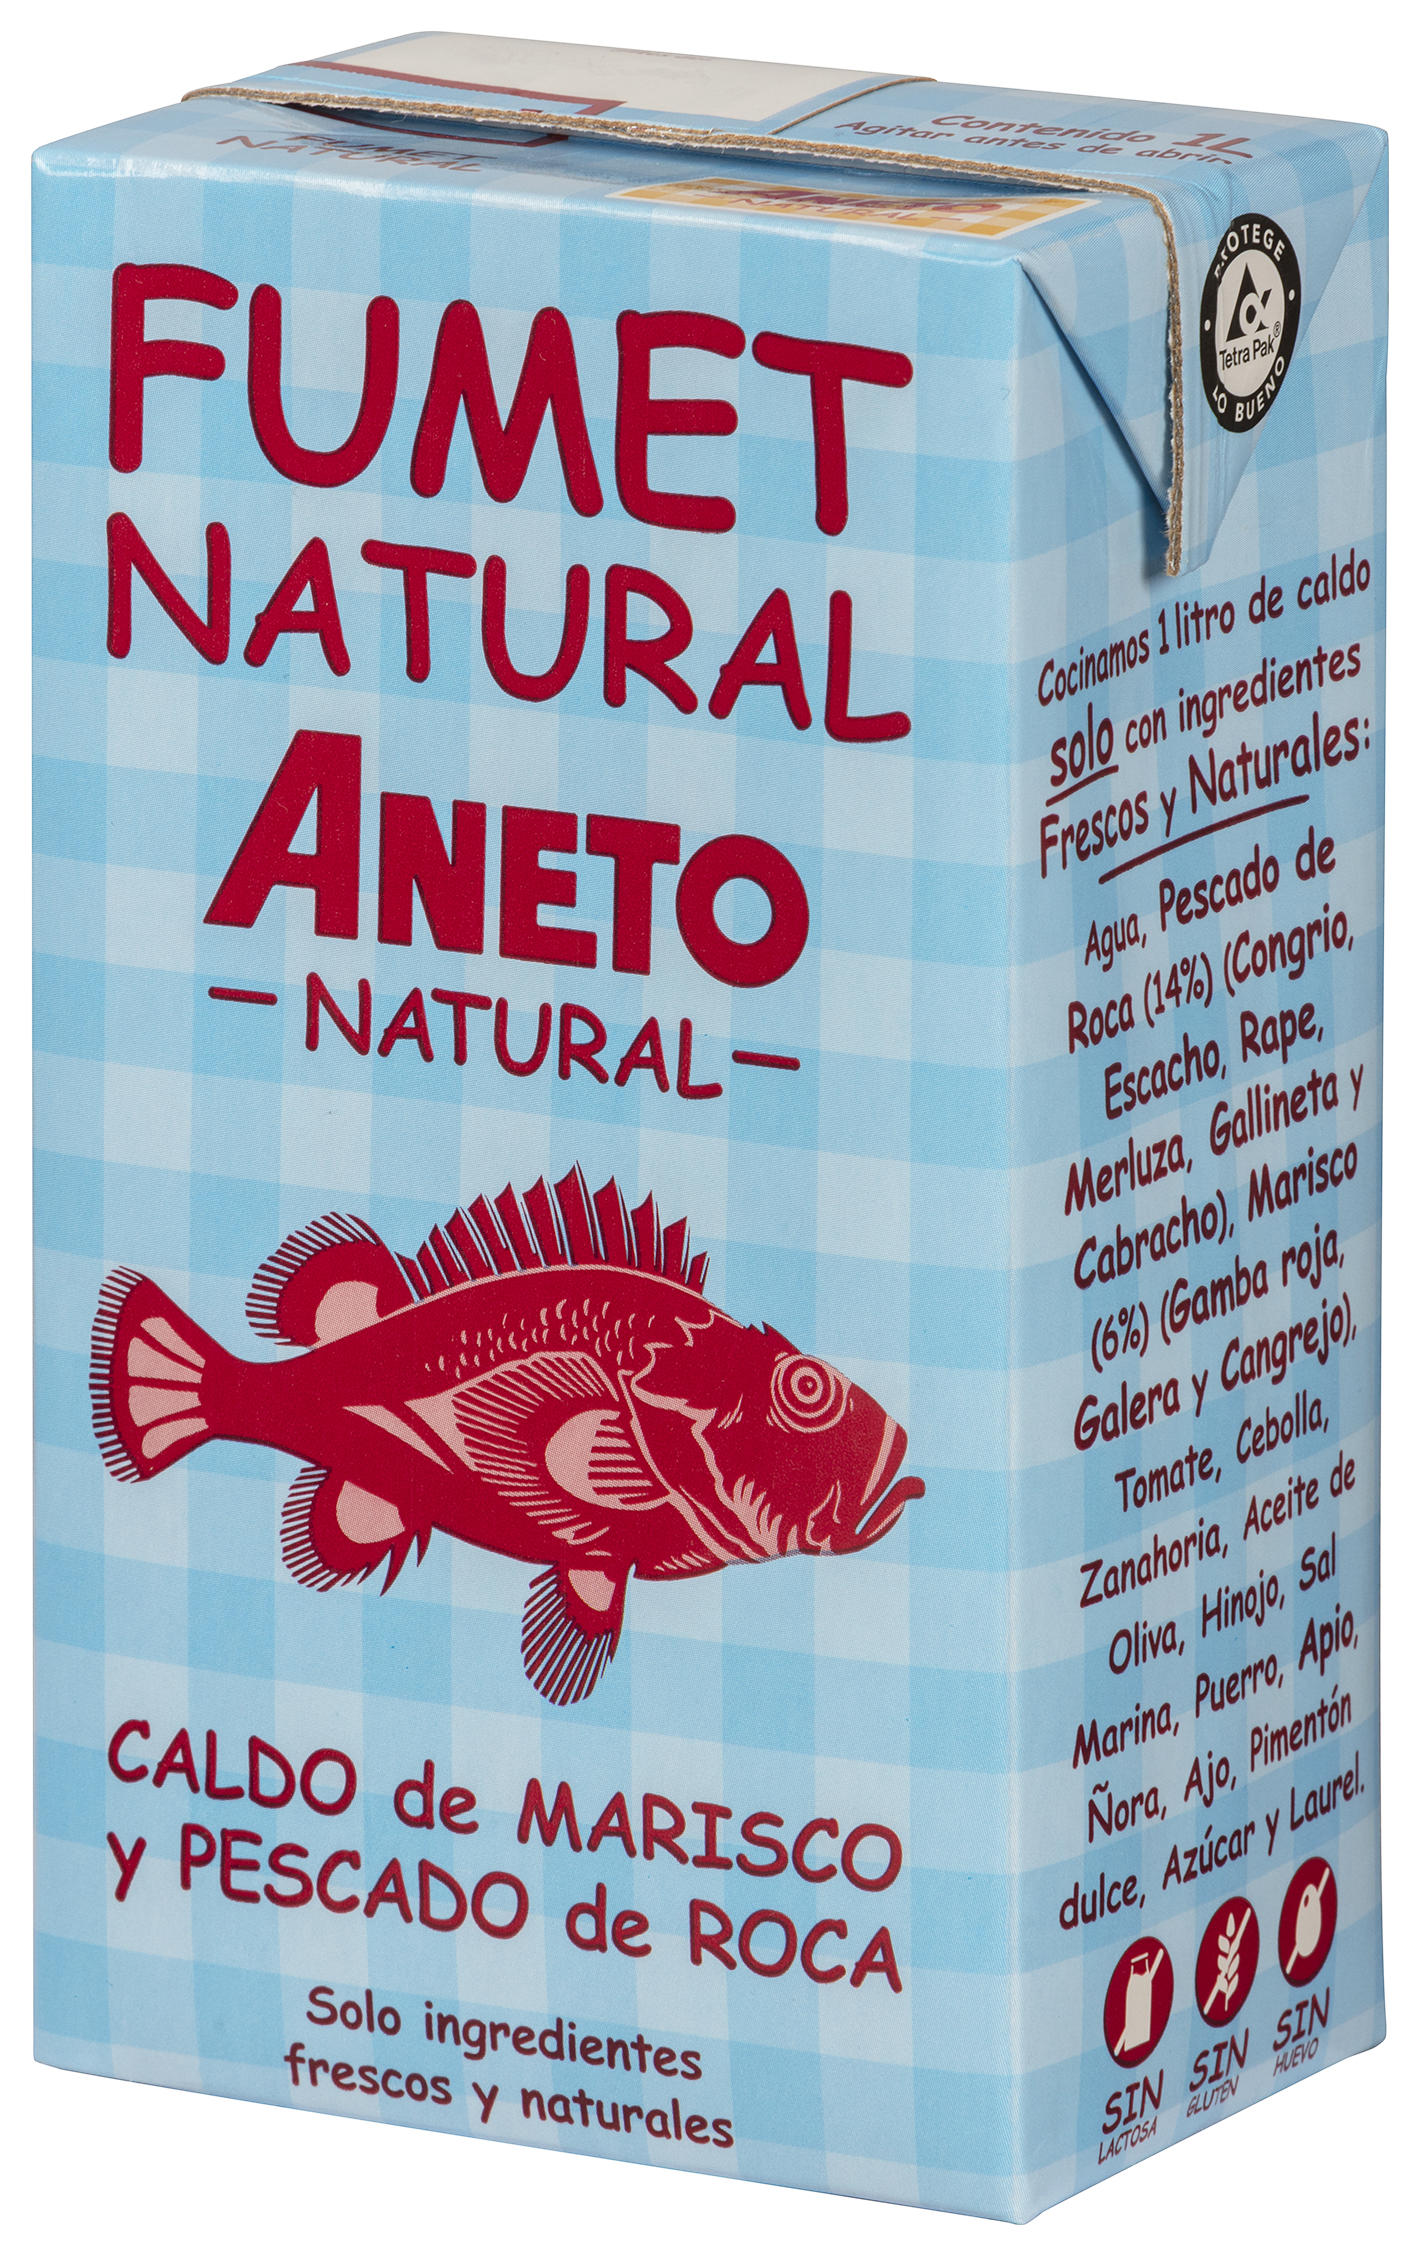 Contenido 1L
Agitar antes de abrir
FUMET
NATURAL
ANETO
NATURAL
FUMET
NATURAL
ANETO
- NATURAL -
CALDO de MARISCO
y PESCADO de ROCA
Solo ingredientes
frescos y naturales
PROTEGE
Tetra Pak®
LO BUENO
Cocinamos 1 litro de caldo
solo con ingredientes
Frescos y Naturales:
Agua, Pescado de
Roca (14%) (Congrio,
Escacho, Rape,
Merluza, Gallineta y
Cabracho), Marisco
(6%) (Gamba roja,
Galera y Cangrejo),
Tomate, Cebolla,
Zanahoria, Aceite de
Oliva, Hinojo, Sal
Marina, Puerro, Apio,
Ñora, Ajo, Pimentón
dulce, Azúcar y Laurel.
SIN
LACTOSA
SIN
GLUTEN
SIN
HUEVO